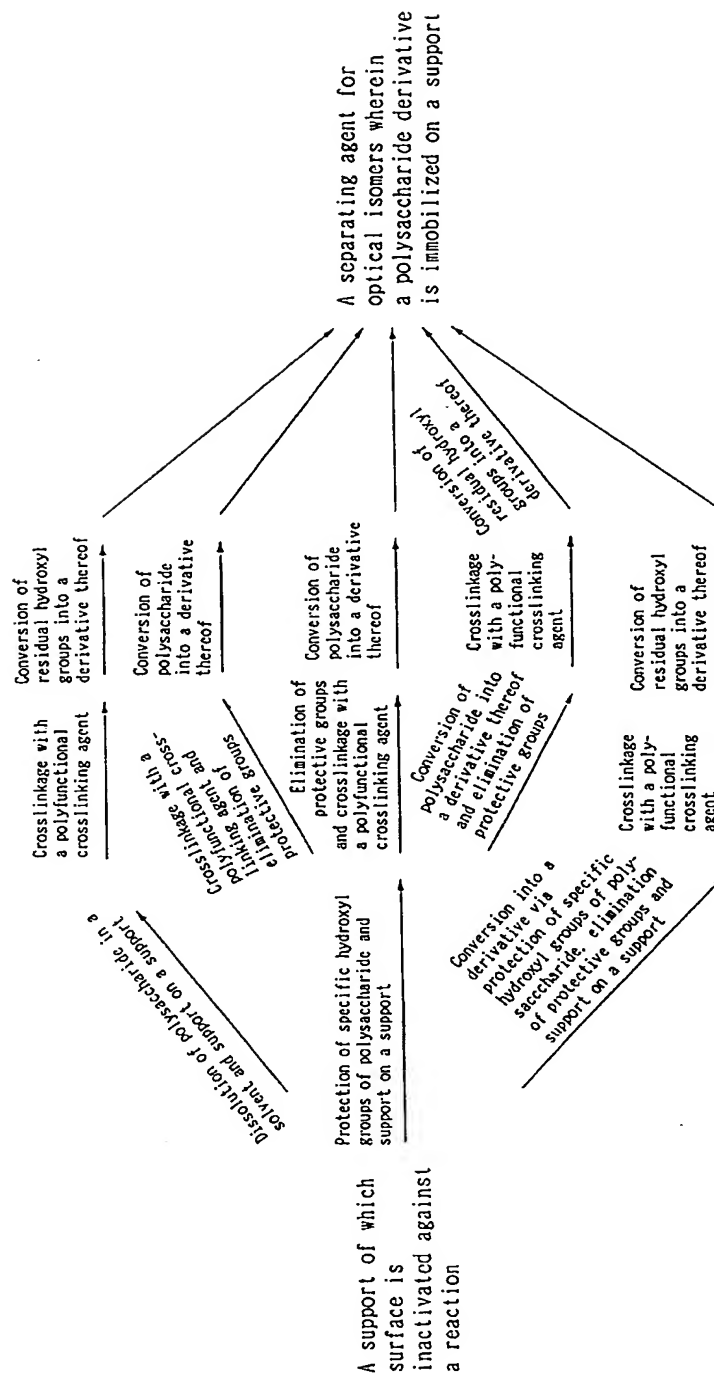 A support of which
surface is
inactivated against
a reaction
Dissolution of polysaccharide in a
solvent and support on a support
Crosslinkage with
a polyfunctional
crosslinking agent
Conversion of
residual hydroxyl
groups into a
derivative thereof
Protection of specific hydroxyl
groups of polysaccharide and
support on a support
Crosslinkage with a
polyfunctional cross-
linking agent and
elimination of
protective groups
Conversion of
polysaccharide
into a derivative
thereof
Elimination of
protective groups
and crosslinkage with
a polyfunctional
crosslinking agent
Conversion of
polysaccharide
into a derivative
thereof
Conversion of
polysaccharide into
a derivative thereof
and elimination of
protective groups
Crosslinkage
with a poly-
functional
crosslinking
agent
Conversion of
residual hydroxyl
groups into a
derivative thereof
Conversion into a
derivative via
protection of specific
hydroxyl groups of poly-
sacccharide, elimination
of protective groups and
support on a support
Crosslinkage
with a poly-
functional
crosslinking
agent
Conversion of
residual hydroxyl
groups into a
derivative thereof
A separating agent for
optical isomers wherein
a polysaccharide derivative
is immobilized on a support